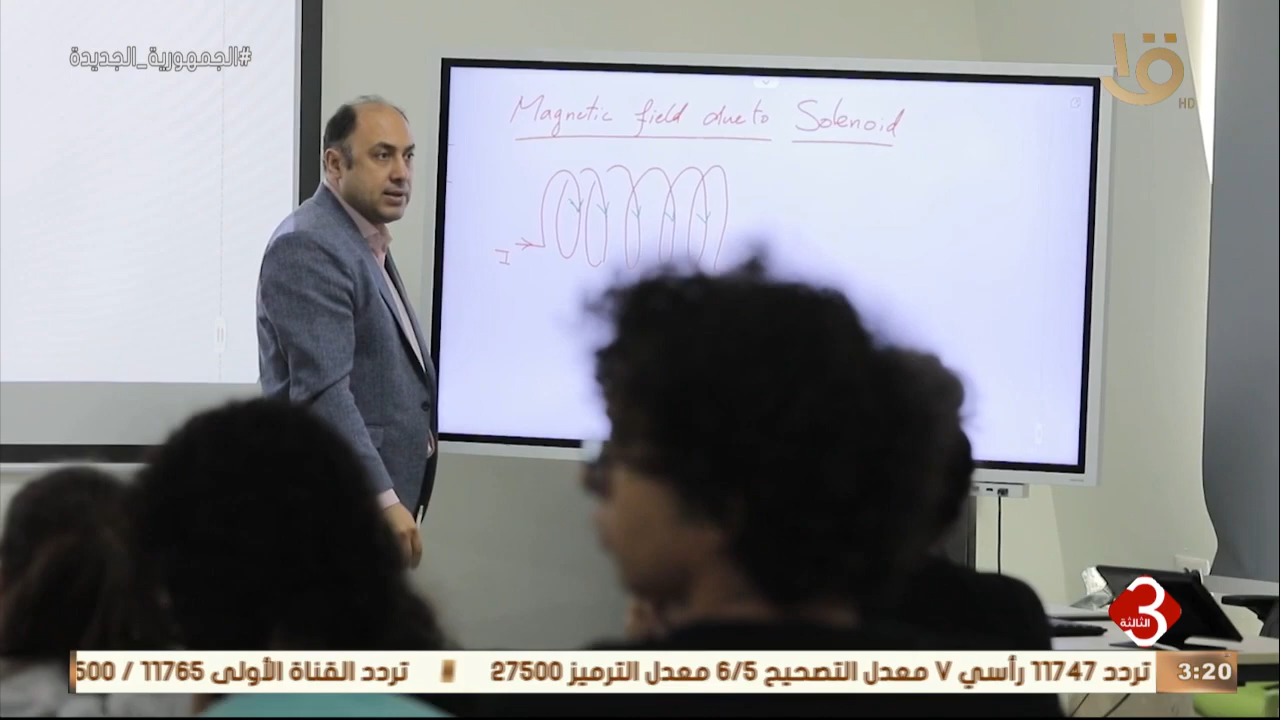 #الجمهورية_الجديدة
HD
Magnetic field due to Solenoid
I
3
الثالثة
تردد 11747 رأسي V معدل التصحيح 6/5 معدل الترميز 27500 تردد القناة الأولى 11765 / 500
3:20